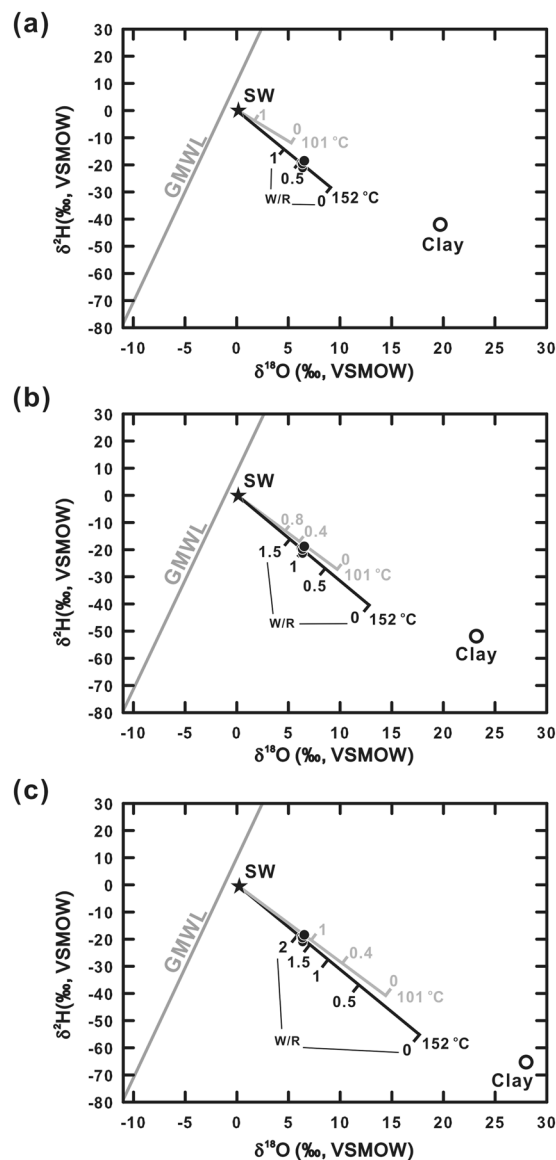 (a)
30
20
10
0
-10
-20
-30
-40
-50
-60
-70
-80
δ²H(‰, VSMOW)
GMWL
SW
1
0
101 °C
1
0.5
W/R
0
152 °C
Clay
-10 -5 0 5 10 15 20 25 30
δ¹⁸O (‰, VSMOW)
(b)
30
20
10
0
-10
-20
-30
-40
-50
-60
-70
-80
δ²H(‰, VSMOW)
GMWL
SW
0.8
0.4
0
101 °C
1.5
1
0.5
W/R
0
152 °C
Clay
-10 -5 0 5 10 15 20 25 30
δ¹⁸O (‰, VSMOW)
(c)
30
20
10
0
-10
-20
-30
-40
-50
-60
-70
-80
δ²H(‰, VSMOW)
GMWL
SW
1
0.4
0
101 °C
2
1.5
1
0.5
W/R
0
152 °C
Clay
-10 -5 0 5 10 15 20 25 30
δ¹⁸O (‰, VSMOW)